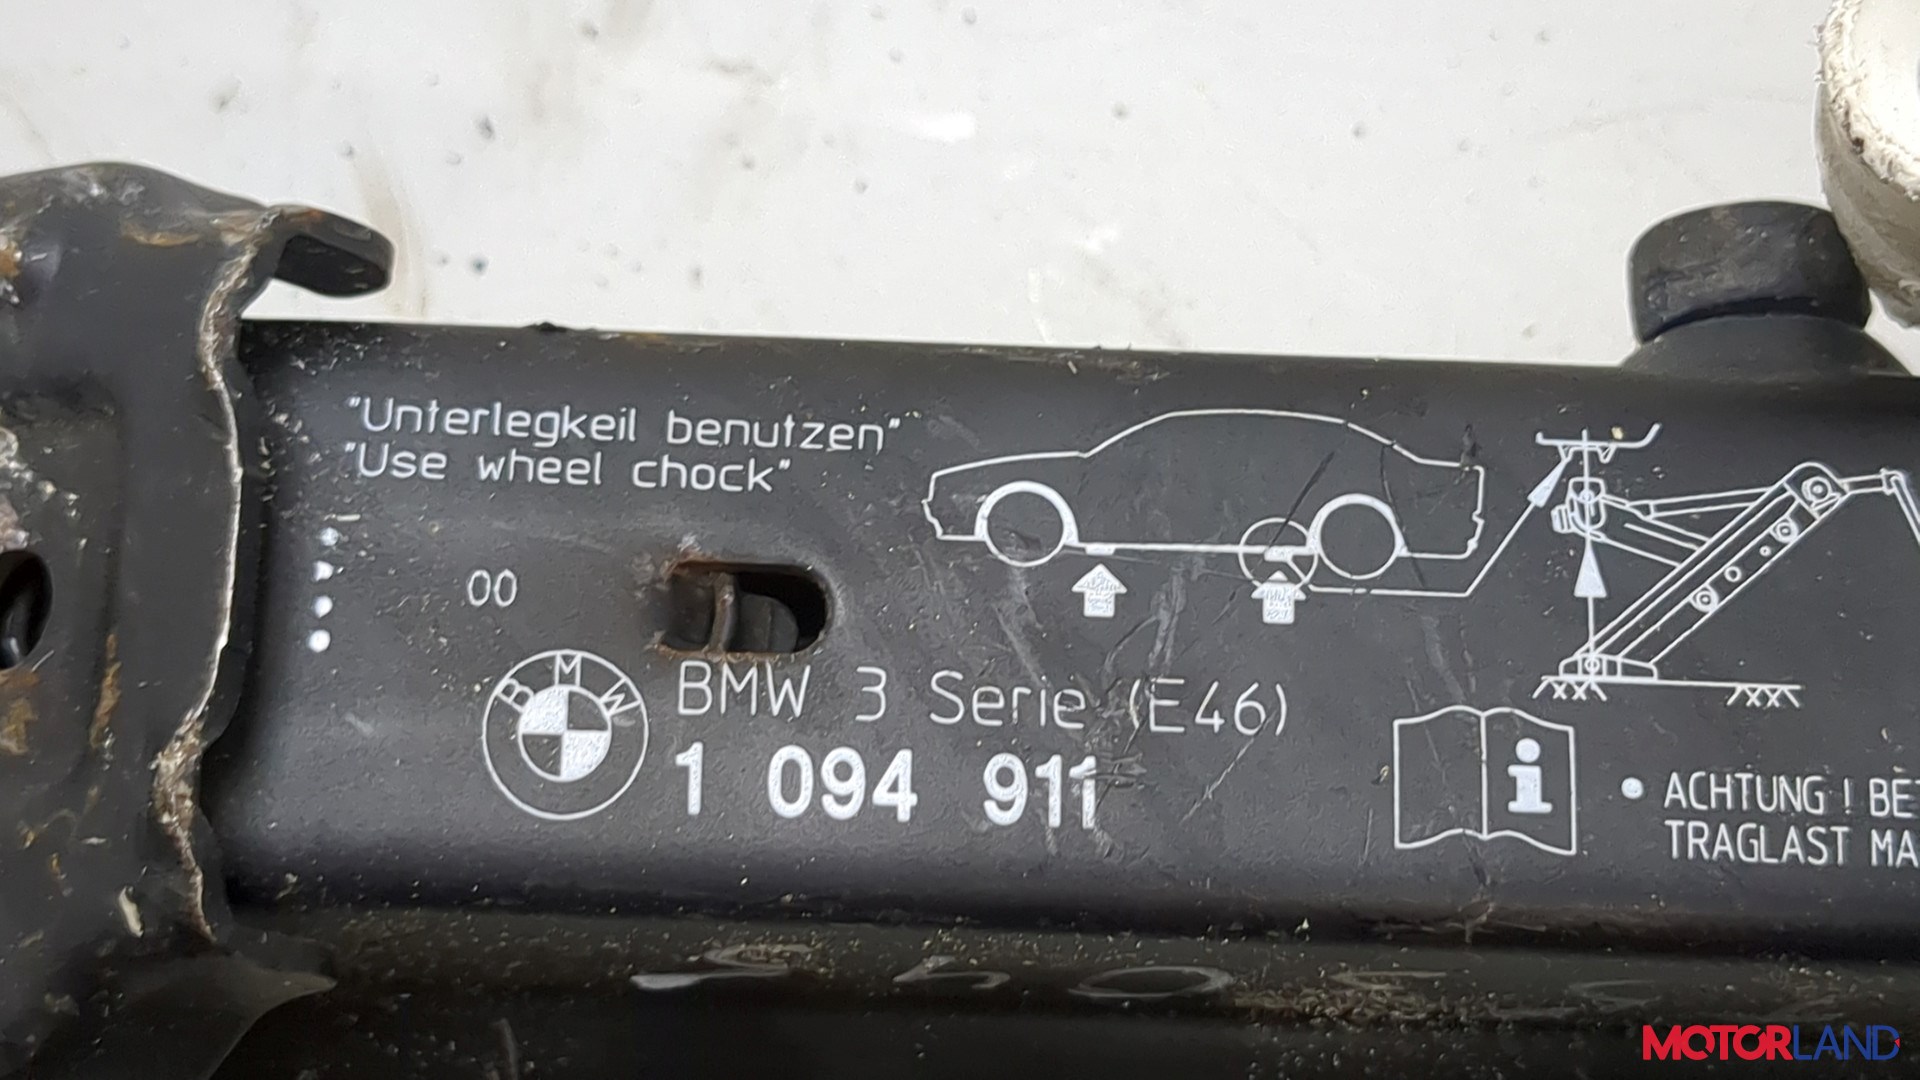 "Unterlegkeil benutzen"
"Use wheel chock"
00
BMW
BMW 3 Serie (E46)
1 094 911
i
• ACHTUNG ! BE
TRAGLAST MA
MOTORLAND